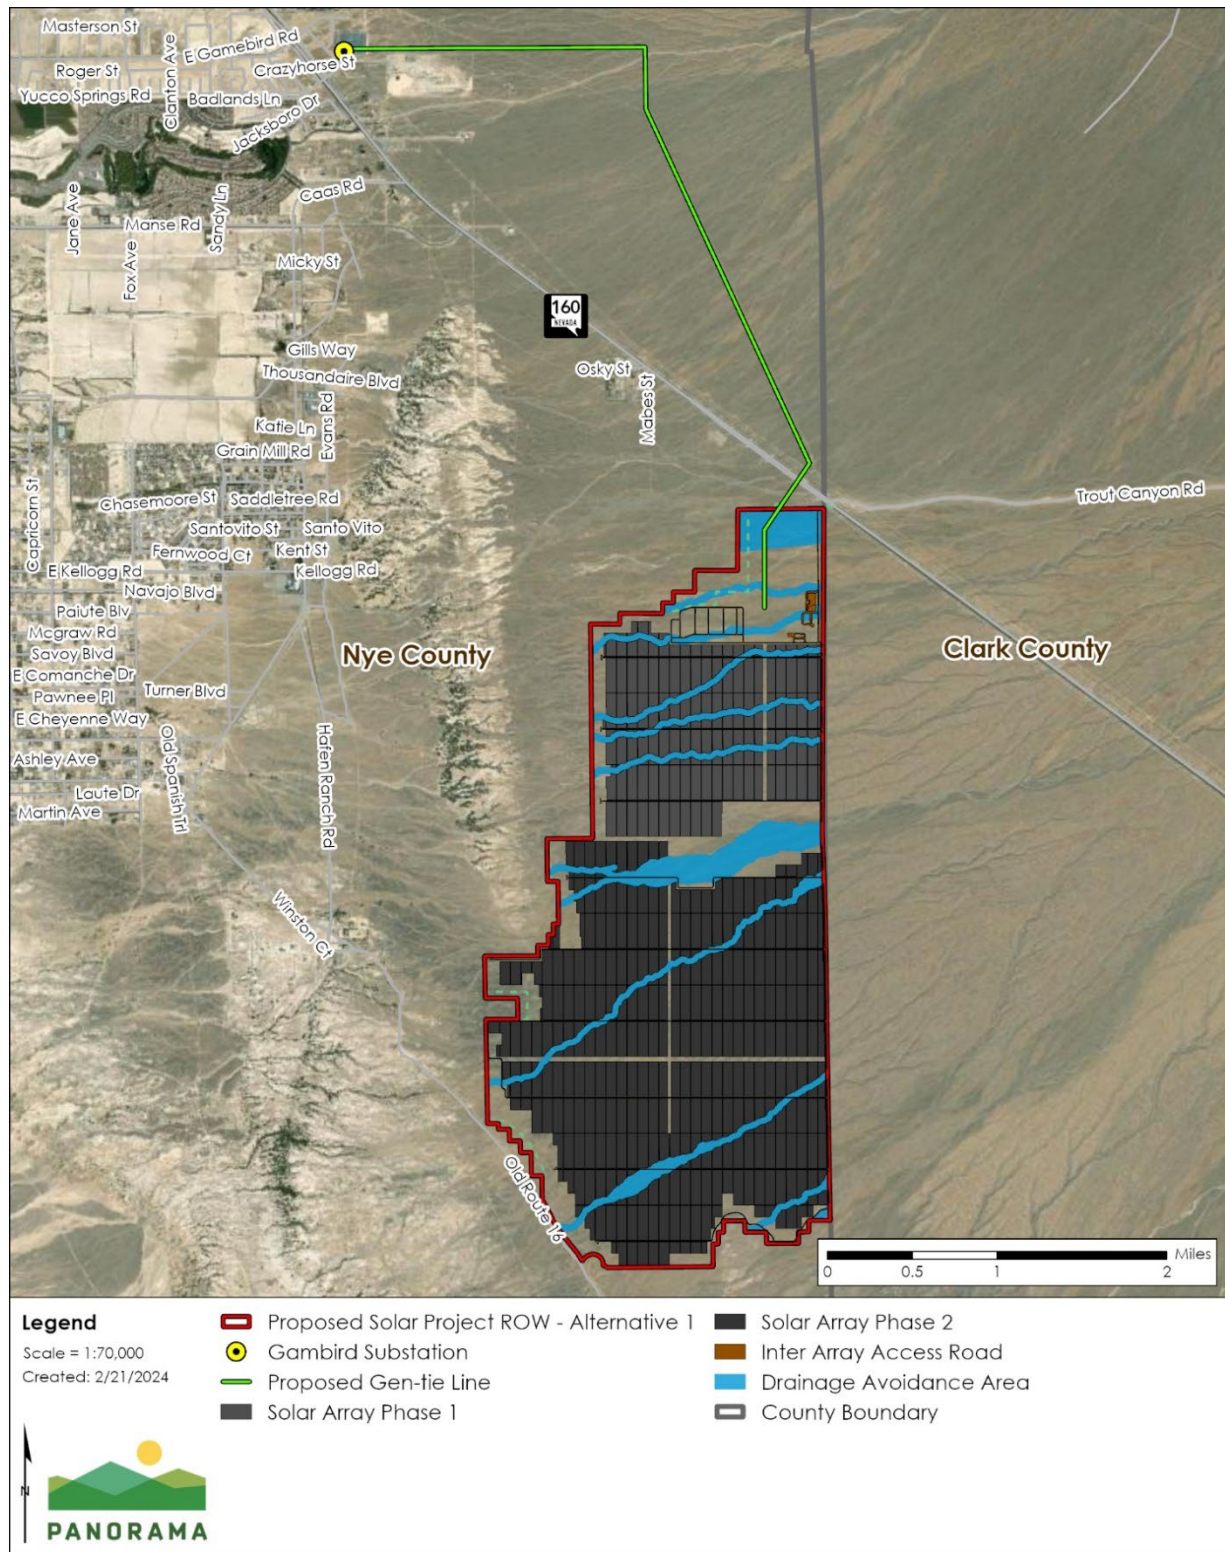 Masterson St
E Gamebird Rd
Clanton Ave
Roger St
Crazyhorse St
Yucco Springs Rd
Badlands Ln
Jacksboro Dr
Caas Rd
Jane Ave
Sandy Ln
Manse Rd
Fox Ave
Micky St
160
NEVADA
Gills Way
Osky St
Thousandaire Blvd
Mabes St
Katie Ln
Evans Rd
Grain Mill Rd
Capricorn St
Chasemoore St
Saddletree Rd
Trout Canyon Rd
Santovito St
Santo Vito
Fernwood Ct
Kent St
E Kellogg Rd
Kellogg Rd
Navajo Blvd
Paiute Blv
McGraw Rd
Savoy Blvd
Nye County
Clark County
E Comanche Dr
Pawnee Pl
Turner Blvd
E Cheyenne Way
Old Spanish Trl
Hafen Ranch Rd
Ashley Ave
Laute Dr
Martin Ave
Winston Ct
Old Route 16
Miles
0 0.5 1 2
Legend
Scale = 1:70,000
Created: 2/21/2024
Proposed Solar Project ROW - Alternative 1
Gambird Substation
Proposed Gen-tie Line
Solar Array Phase 1
Solar Array Phase 2
Inter Array Access Road
Drainage Avoidance Area
County Boundary
N
PANORAMA